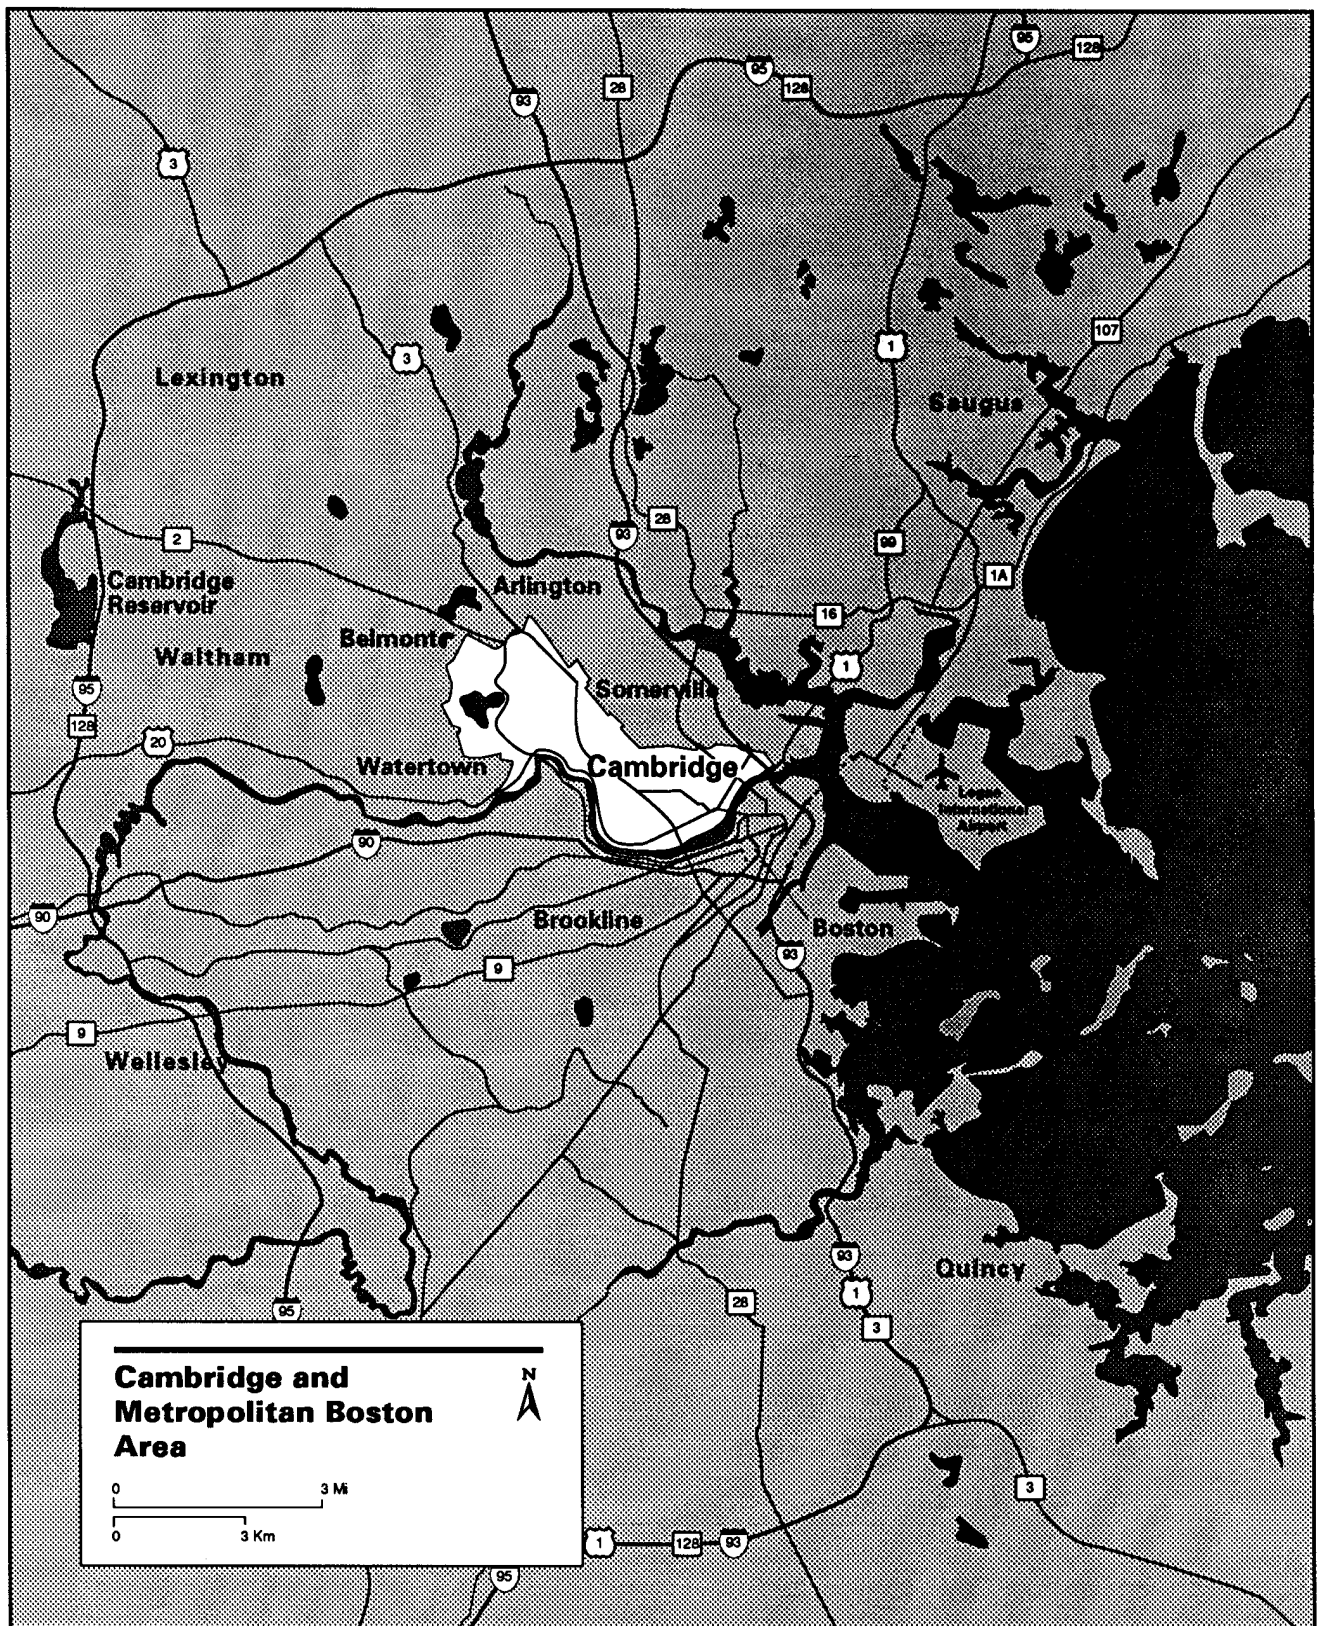 95
128
95
128
93
28
3
107
1
3
Lexington
Saugus
28
93
2
99
1A
Cambridge
Reservoir
Arlington
16
Belmont
Waltham
1
95
Somerville
128
20
Watertown
Cambridge
Logan
International
Airport
90
90
Brookline
Boston
93
9
9
Wellesley
93
Quincy
1
28
95
3
Cambridge and
Metropolitan Boston
Area
N
0 3 Mi
0 3 Km
3
1
128
93
95